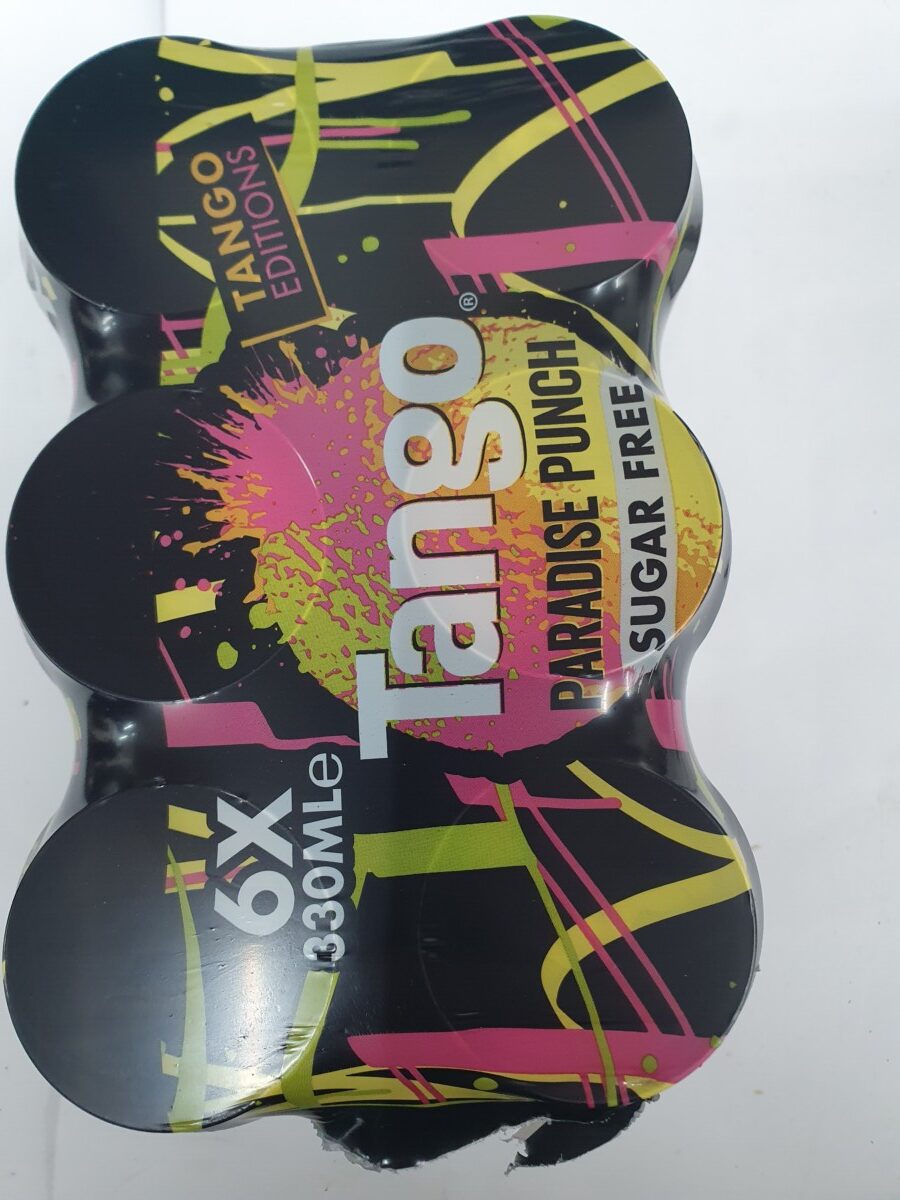 TANGO
EDITIONS
Tango®
PARADISE PUNCH
SUGAR FREE
6X
330MLe